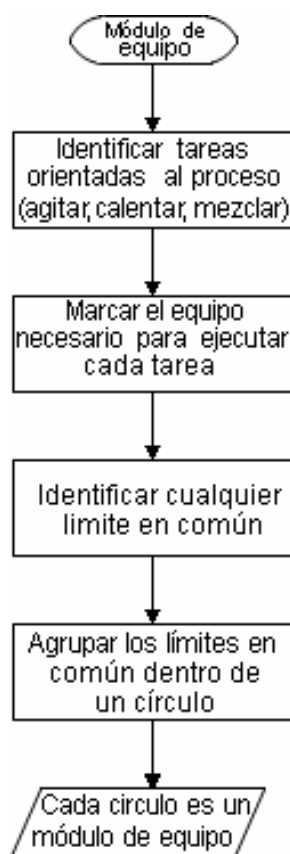 Módulo de
equipo
Identificar tareas
orientadas al proceso
(agitar, calentar, mezclar)
Marcar el equipo
necesario para ejecutar
cada tarea
Identificar cualquier
limite en común
Agrupar los límites en
común dentro de
un círculo
Cada circulo es un
módulo de equipo